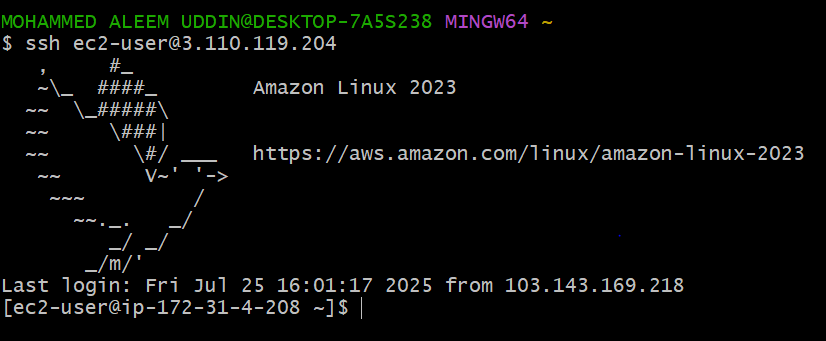 MOHAMMED ALEEM UDDIN@DESKTOP-7A5S238 MINGW64 ~
$ ssh ec2-user@3.110.119.204
   ,     #_
   ~\_  ####_        Amazon Linux 2023
  ~~  \_#####\
  ~~     \###|
  ~~       \#/ ___   https://aws.amazon.com/linux/amazon-linux-2023
   ~~       V~' '->
    ~~~         /
      ~~._.   _/
         _/ _/
       _/m/'
Last login: Fri Jul 25 16:01:17 2025 from 103.143.169.218
[ec2-user@ip-172-31-4-208 ~]$